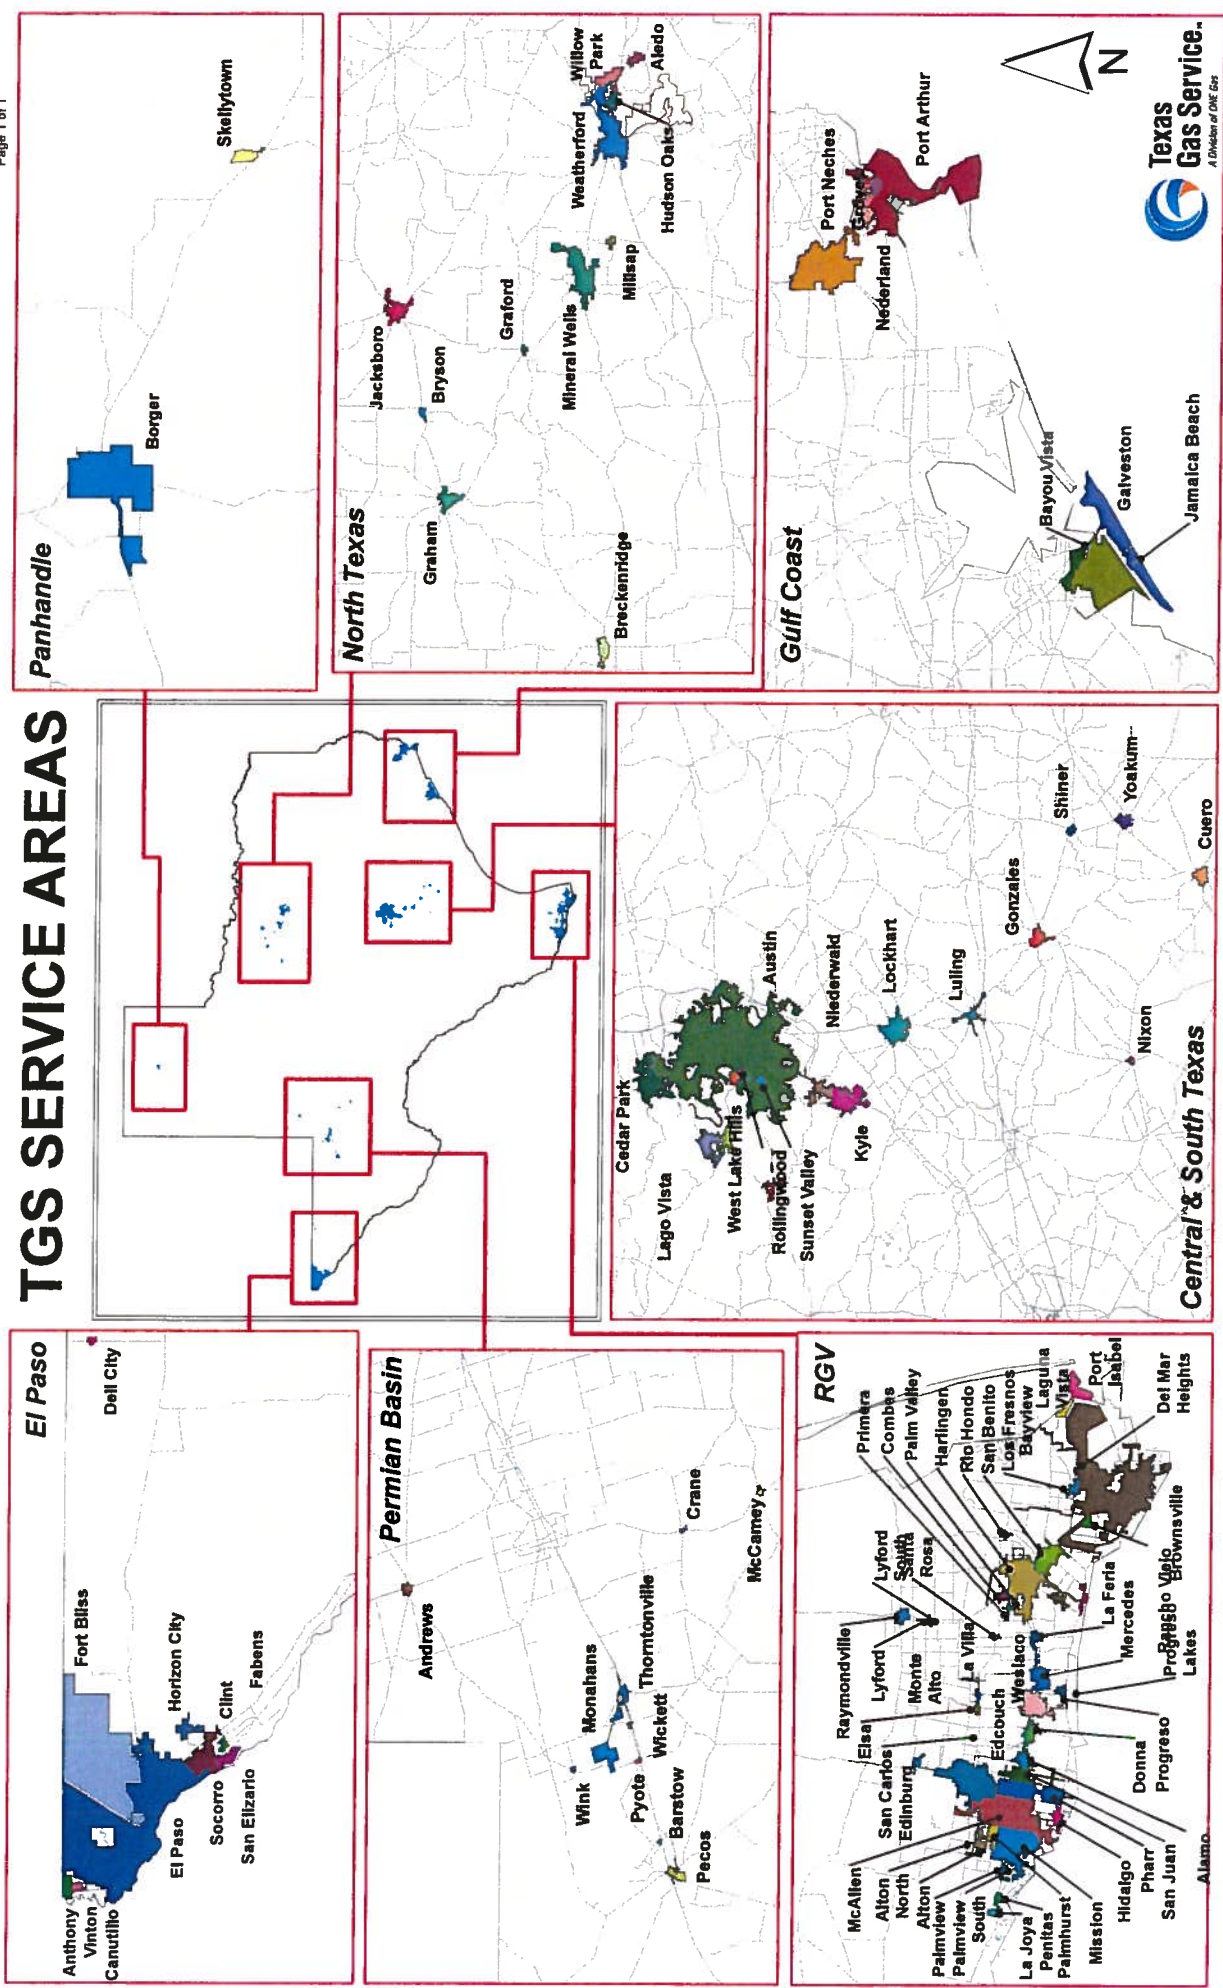 Page 1 of 1
TGS SERVICE AREAS
El Paso
Dell City
Fort Bliss
Horizon City
Clint
Fabens
Anthony
Vinton
Canutillo
El Paso
Socorro
San Elizario
Panhandle
Borger
Skellytown
North Texas
Jacksboro
Bryson
Graham
Graford
Mineral Wells
Millsap
Breckenridge
Weatherford
Willow
Park
Hudson Oaks
Aledo
Permian Basin
Andrews
Crane
McCamey
Monahans
Thorntonville
Wickett
Wink
Pyote
Barstow
Pecos
Gulf Coast
Port Neches
Groves
Port Arthur
Nederland
Bayou Vista
Galveston
Jamaica Beach
Cedar Park
Lago Vista
West Lake Hills
Rollingwood
Sunset Valley
Austin
Niederwald
Kyle
Lockhart
Luling
Gonzales
Shiner
Yoakum
Cuero
Nixon
Central & South Texas
RGV
Primera
Combes
Palm Valley
Harlingen
Rio Hondo
San Benito
Los Fresnos
Bayview
Laguna
Vista
Port
Isabel
Del Mar
Heights
Lyford
South
Santa
Rosa
Raymondville
Lyford
Monte
Alto
La Villa
Elsa
Edcouch
Weslaco
San Carlos
Edinburg
McAllen
Alton
North
Alton
Palmview
Palmview
South
La Joya
Penitas
Palmhurst
Mission
Hidalgo
Pharr
San Juan
Alamo
Donna
Progreso
Progreso
Lakes
Mercedes
La Feria
Rancho Viejo
Brownsville
N
Texas
Gas Service
A Division of ONE Gas